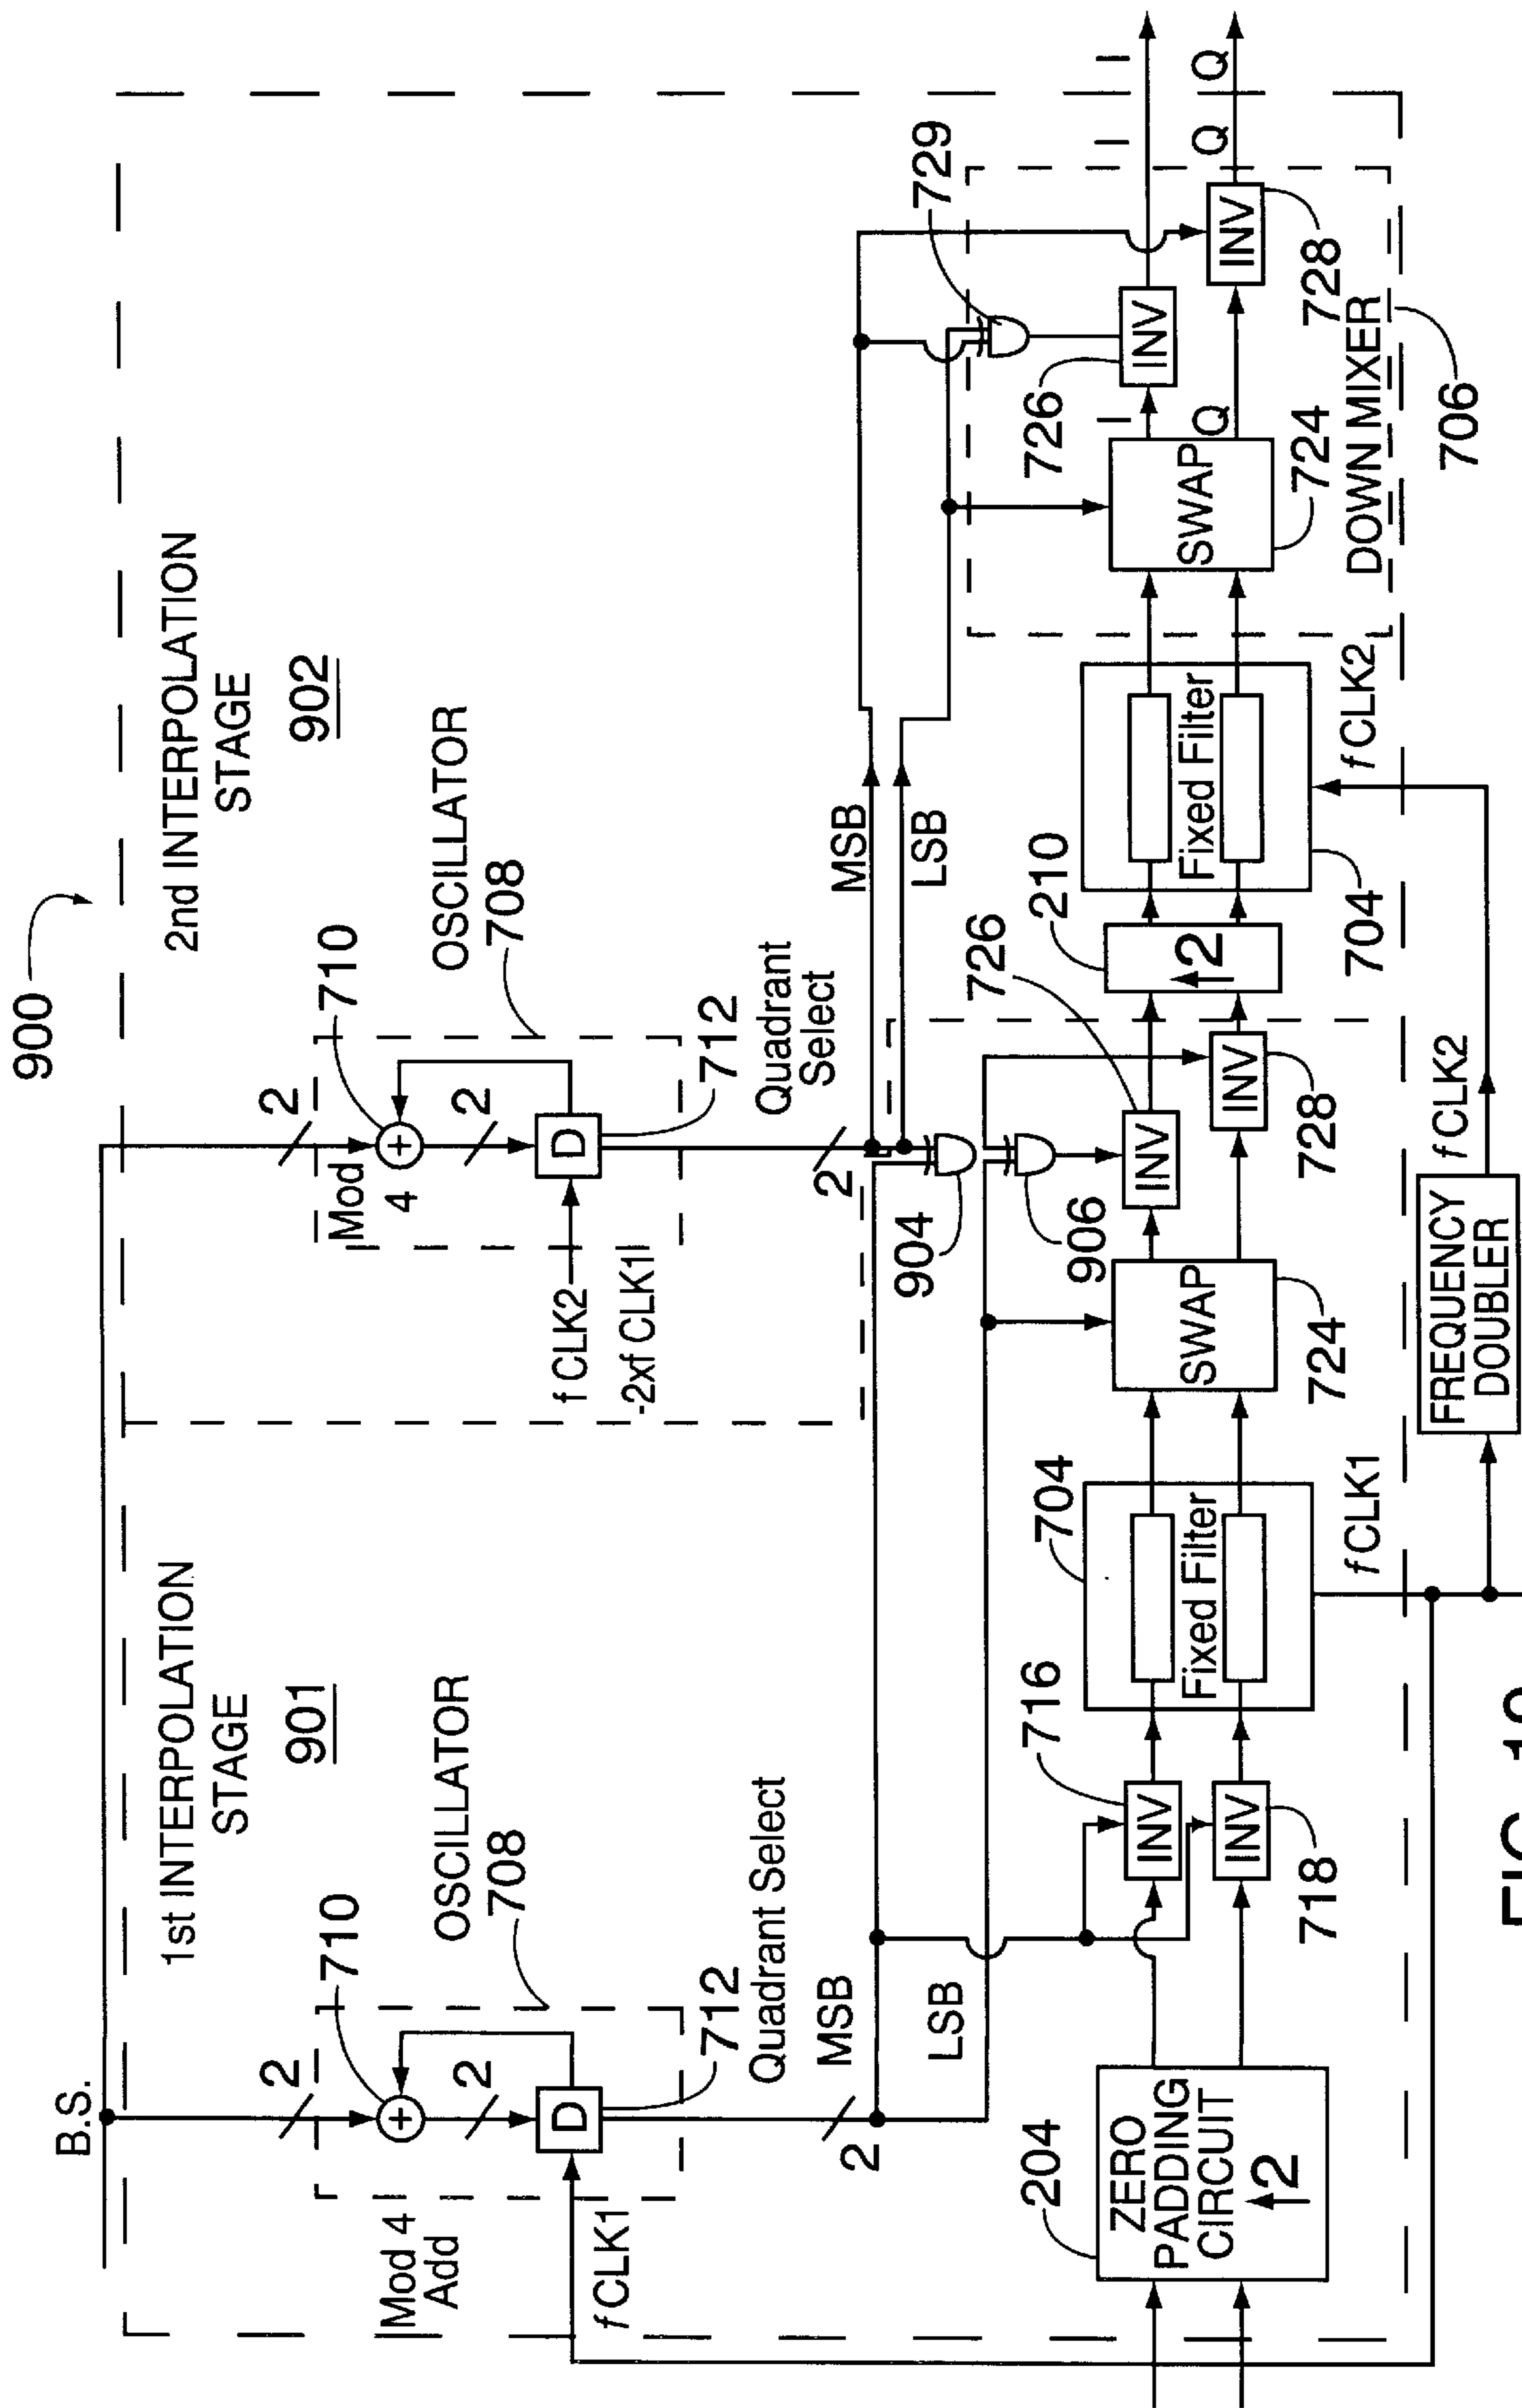 900
B.S.
1st INTERPOLATION
STAGE
901
2nd INTERPOLATION
STAGE
902
2
710
OSCILLATOR
708
Mod 4
Add
+
2
D
f CLK1
712
Quadrant Select
2
MSB
LSB
2
710
OSCILLATOR
708
Mod
4
+
2
D
f CLK2
-2xf CLK1
712
Quadrant
Select
2
MSB
LSB
204
ZERO
PADDING
CIRCUIT
2
716
INV
INV
718
704
Fixed Filter
f CLK1
904
906
SWAP
724
726
INV
INV
728
210
2
Fixed Filter
704
f CLK2
SWAP
724
I
Q
726
INV
729
INV
728
DOWN MIXER
706
I
Q
I
Q
FREQUENCY
DOUBLER
f CLK2